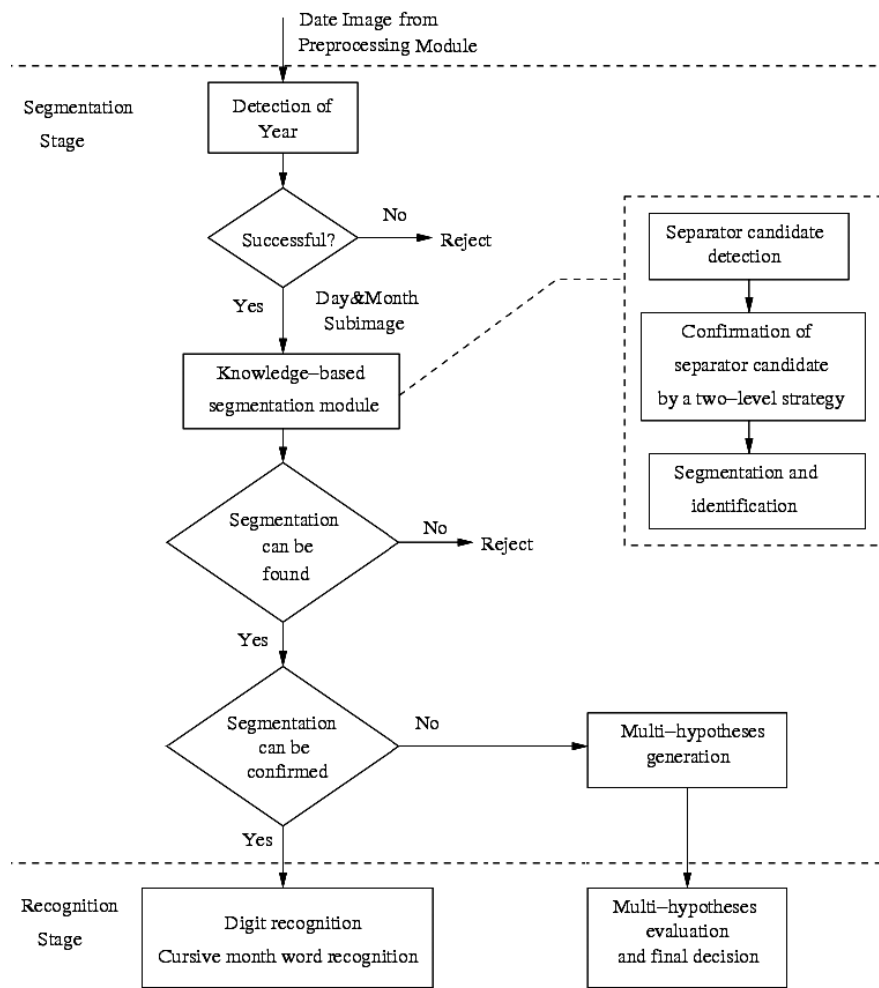 Date Image from
Preprocessing Module
Segmentation
Stage
Detection of
Year
Successful?
No
Reject
Yes
Day&Month
Subimage
Knowledge-based
segmentation module
Separator candidate
detection
Confirmation of
separator candidate
by a two-level strategy
Segmentation and
identification
Segmentation
can be
found
No
Reject
Yes
Segmentation
can be
confirmed
No
Multi-hypotheses
generation
Yes
Recognition
Stage
Digit recognition
Cursive month word recognition
Multi-hypotheses
evaluation
and final decision